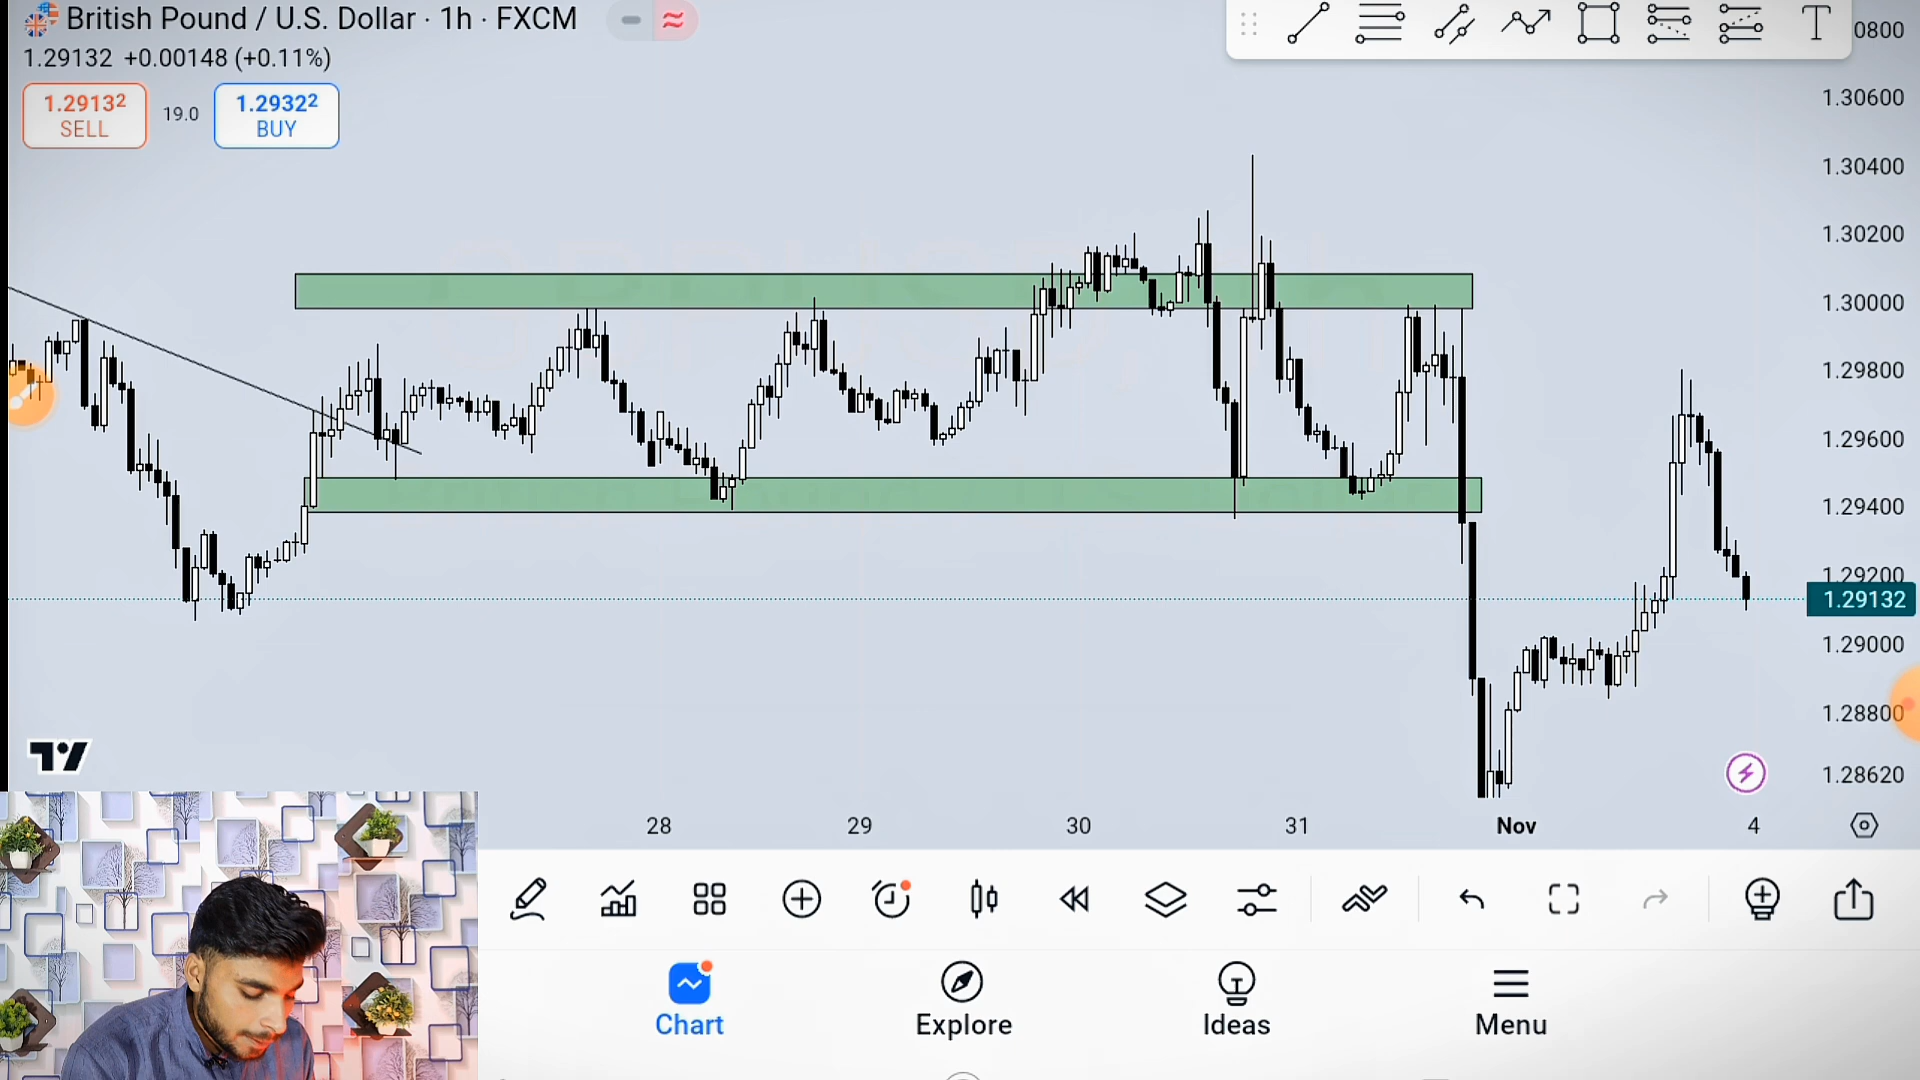 British Pound / U.S. Dollar · 1h · FXCM
1.29132 +0.00148 (+0.11%)
1.29132
SELL
19.0
1.29322
BUY
0800
1.30600
1.30400
1.30200
1.30000
1.29800
1.29600
1.29400
1.29200
1.29132
1.29000
1.28800
1.28620
28
29
30
31
Nov
4
Chart
Explore
Ideas
Menu